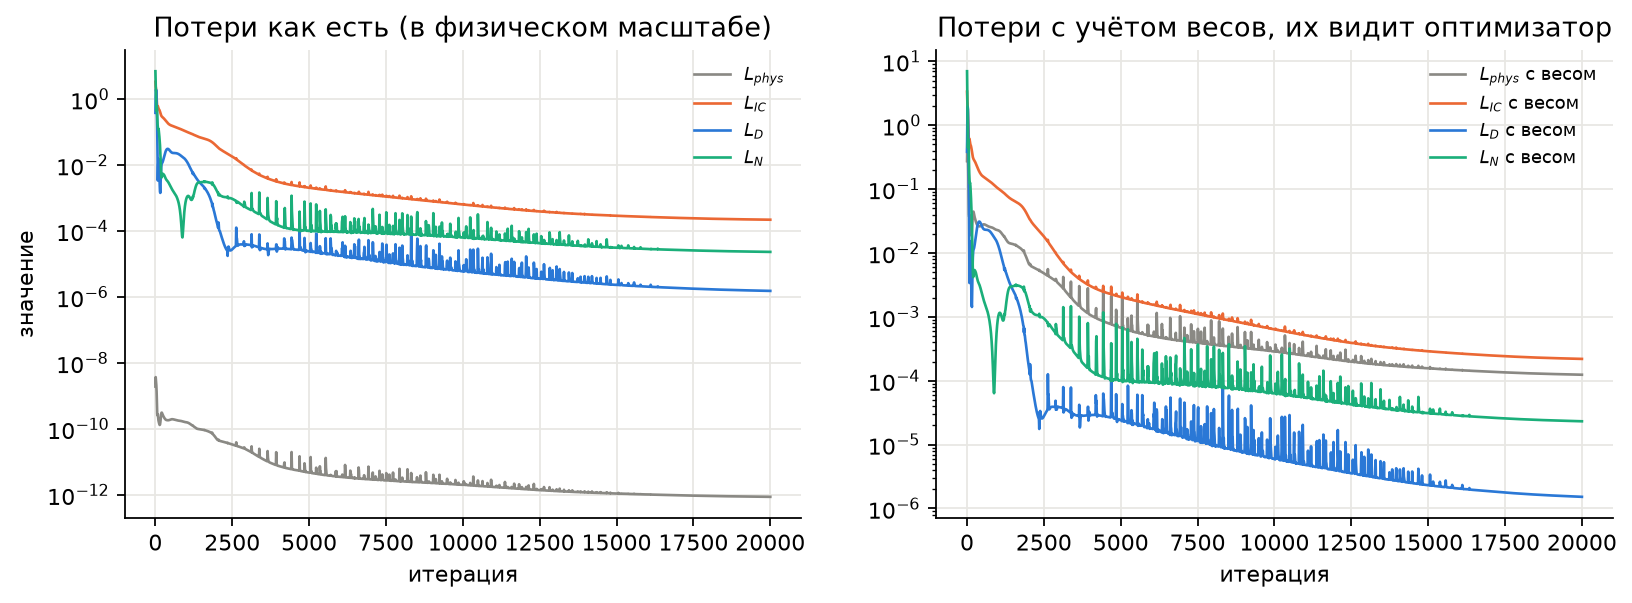 Потери как есть (в физическом масштабе)
значение
10^0
10^-2
10^-4
10^-6
10^-8
10^-10
10^-12
L_phys
L_IC
L_D
L_N
0 2500 5000 7500 10000 12500 15000 17500 20000
итерация
Потери с учётом весов, их видит оптимизатор
10^1
10^0
10^-1
10^-2
10^-3
10^-4
10^-5
10^-6
L_phys с весом
L_IC с весом
L_D с весом
L_N с весом
0 2500 5000 7500 10000 12500 15000 17500 20000
итерация